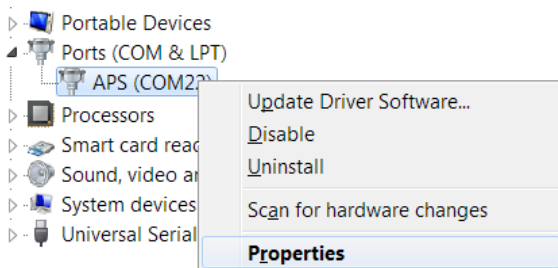 Portable Devices
Ports (COM & LPT)
APS (COM22)
Processors
Smart card read
Sound, video a
System devices
Universal Serial
Update Driver Software...
Disable
Uninstall
Scan for hardware changes
Properties